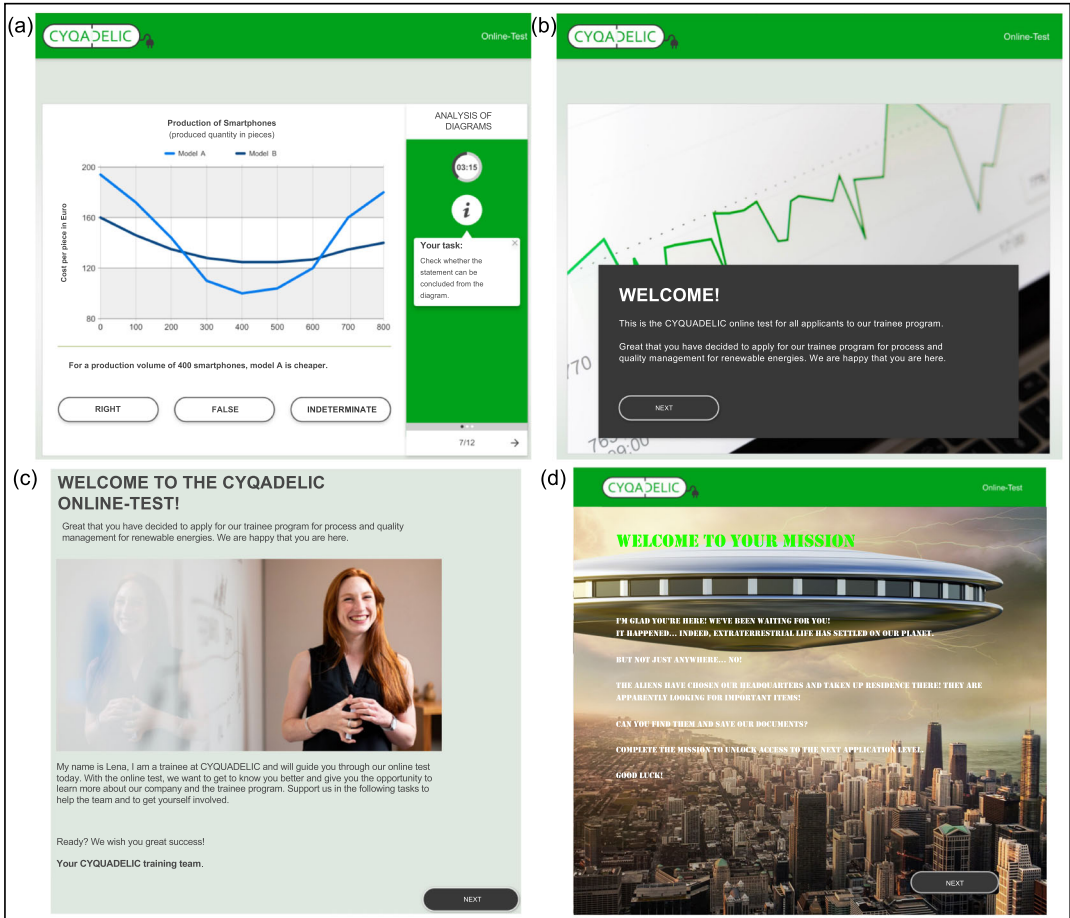 (a)
CYQADELIC
Online-Test
Production of Smartphones
(produced quantity in pieces)
Model A
Model B
Cost per piece in Euro
200
160
120
80
0 100 200 300 400 500 600 700 800
For a production volume of 400 smartphones, model A is cheaper.
RIGHT
FALSE
INDETERMINATE
ANALYSIS OF
DIAGRAMS
03:15
i
Your task:
Check whether the
statement can be
concluded from the
diagram.
7/12
(b)
CYQADELIC
Online-Test
WELCOME!
This is the CYQUADELIC online test for all applicants to our trainee program.
Great that you have decided to apply for our trainee program for process and
quality management for renewable energies. We are happy that you are here.
NEXT
(c)
WELCOME TO THE CYQADELIC
ONLINE-TEST!
Great that you have decided to apply for our trainee program for process and quality
management for renewable energies. We are happy that you are here.
My name is Lena, I am a trainee at CYQUADELIC and will guide you through our online test
today. With the online test, we want to get to know you better and give you the opportunity to
learn more about our company and the trainee program. Support us in the following tasks to
help the team and to get yourself involved.
Ready? We wish you great success!
Your CYQUADELIC training team.
NEXT
(d)
CYQADELIC
Online-Test
WELCOME TO YOUR MISSION
I'M GLAD YOU'RE HERE! WE'VE BEEN WAITING FOR YOU!
IT HAPPENED... INDEED, EXTRATERRESTRIAL LIFE HAS SETTLED ON OUR PLANET.
BUT NOT JUST ANYWHERE... NO!
THE ALIENS HAVE CHOSEN OUR HEADQUARTERS AND TAKEN UP RESIDENCE THERE! THEY ARE
APPARENTLY LOOKING FOR IMPORTANT ITEMS!
CAN YOU FIND THEM AND SAVE OUR DOCUMENTS?
COMPLETE THE MISSION TO UNLOCK ACCESS TO THE NEXT APPLICATION LEVEL.
GOOD LUCK!
NEXT